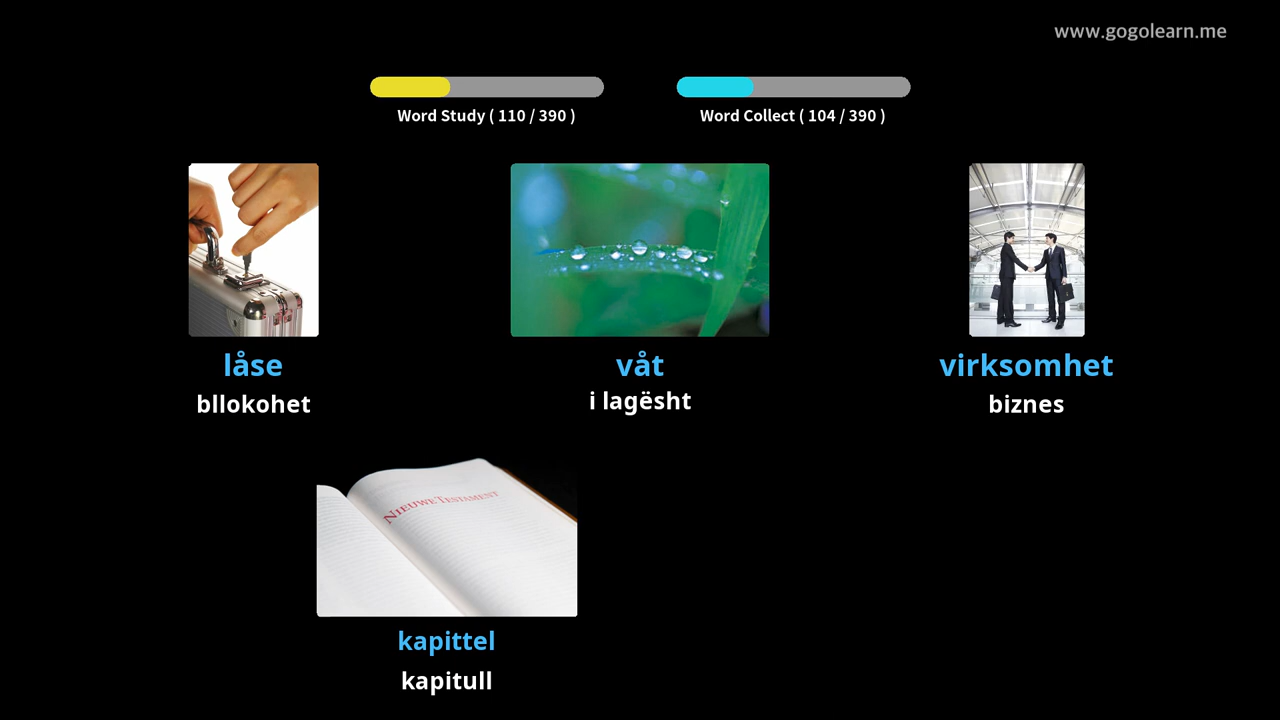 www.gogolearn.me
Word Study ( 110 / 390 )
Word Collect ( 104 / 390 )
låse
bllokohet
våt
i lagësht
virksomhet
biznes
NIEUWE TESTAMENT
kapittel
kapitull